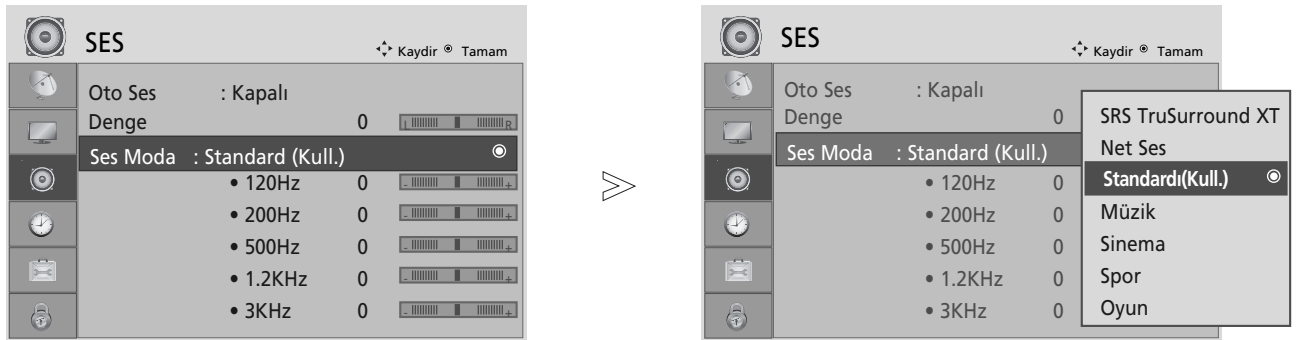 SES
Kaydir Tamam
Oto Ses : Kapalı
Denge 0 L R
Ses Moda : Standard (Kull.)
• 120Hz 0 - +
• 200Hz 0 - +
• 500Hz 0 - +
• 1.2KHz 0 - +
• 3KHz 0 - +
SES
Kaydir Tamam
Oto Ses : Kapalı
Denge 0
Ses Moda : Standard (Kull.)
• 120Hz 0
• 200Hz 0
• 500Hz 0
• 1.2KHz 0
• 3KHz 0
SRS TruSurround XT
Net Ses
Standardı(Kull.)
Müzik
Sinema
Spor
Oyun